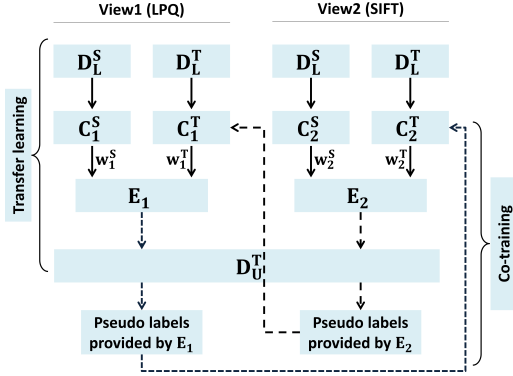 View1 (LPQ)
View2 (SIFT)
D_L^S
D_L^T
D_L^S
D_L^T
C_1^S
C_1^T
C_2^S
C_2^T
w_1^S
w_1^T
w_2^S
w_2^T
E_1
E_2
Transfer learning
Co-training
D_U^T
Pseudo labels
provided by E_1
Pseudo labels
provided by E_2